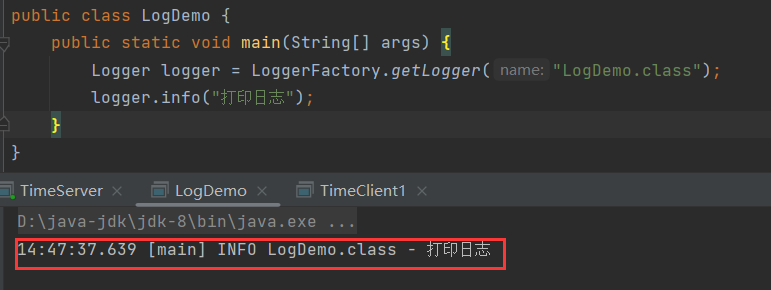 public class LogDemo {
public static void main(String[] args) {
Logger logger = LoggerFactory.getLogger( name: "LogDemo.class");
logger.info("打印日志");
}
}
TimeServer × LogDemo × TimeClient1 ×
D:\java-jdk\jdk-8\bin\java.exe ...
14:47:37.639 [main] INFO LogDemo.class - 打印日志